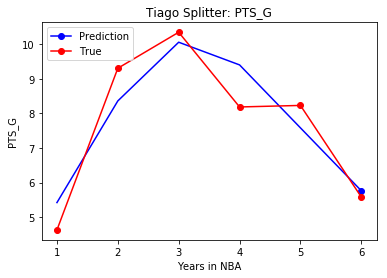 Tiago Splitter: PTS_G
Prediction
True
PTS_G
10
9
8
7
6
5
1 2 3 4 5 6
Years in NBA